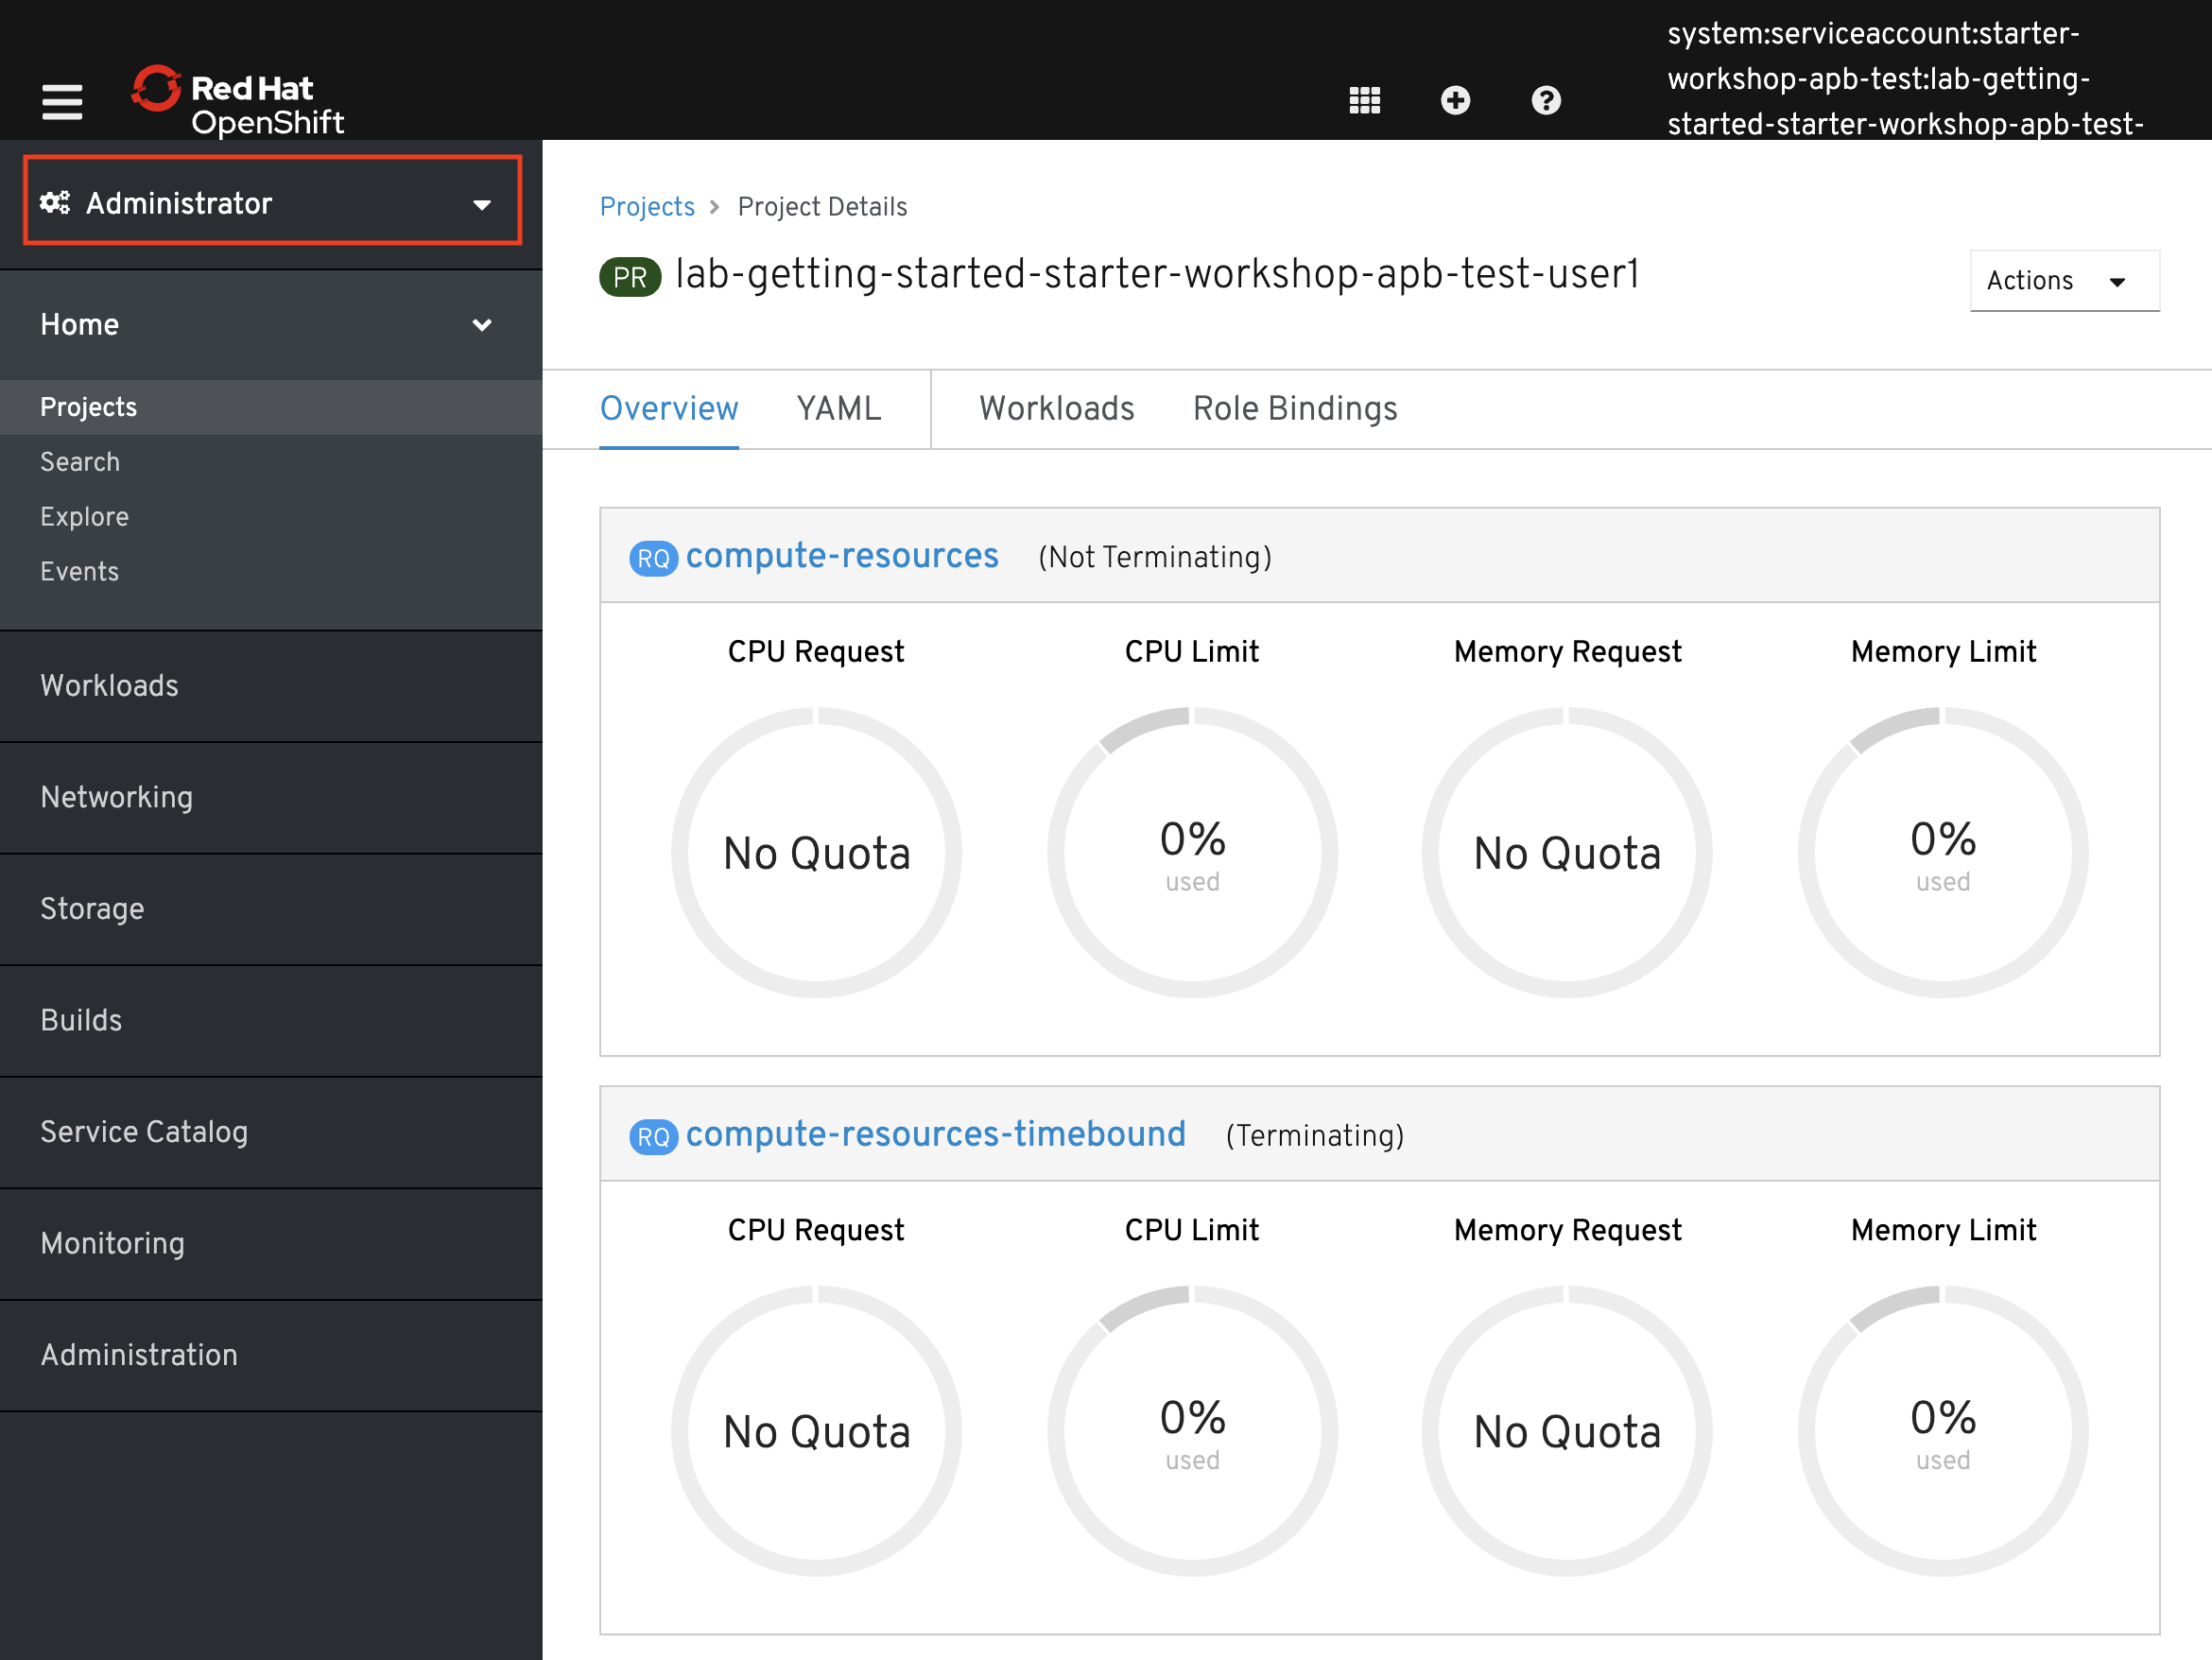 Red Hat
OpenShift
system:serviceaccount:starter-
workshop-apb-test:lab-getting-
started-starter-workshop-apb-test-
Administrator
Home
Projects
Search
Explore
Events
Workloads
Networking
Storage
Builds
Service Catalog
Monitoring
Administration
Projects > Project Details
PR lab-getting-started-starter-workshop-apb-test-user1
Actions
Overview YAML Workloads Role Bindings
RQ compute-resources (Not Terminating)
CPU Request CPU Limit Memory Request Memory Limit
No Quota 0% used No Quota 0% used
RQ compute-resources-timebound (Terminating)
CPU Request CPU Limit Memory Request Memory Limit
No Quota 0% used No Quota 0% used